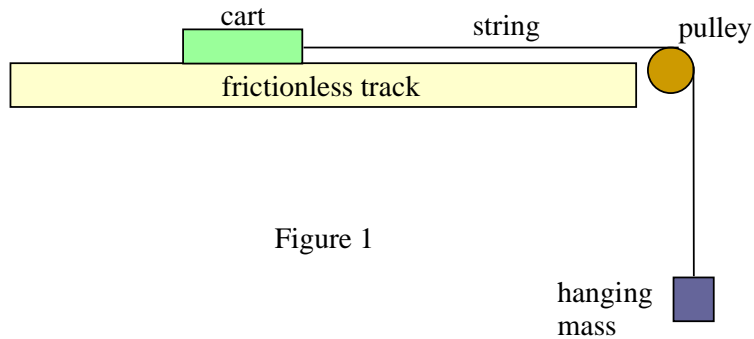 cart
string
pulley
frictionless track
Figure 1
hanging
mass